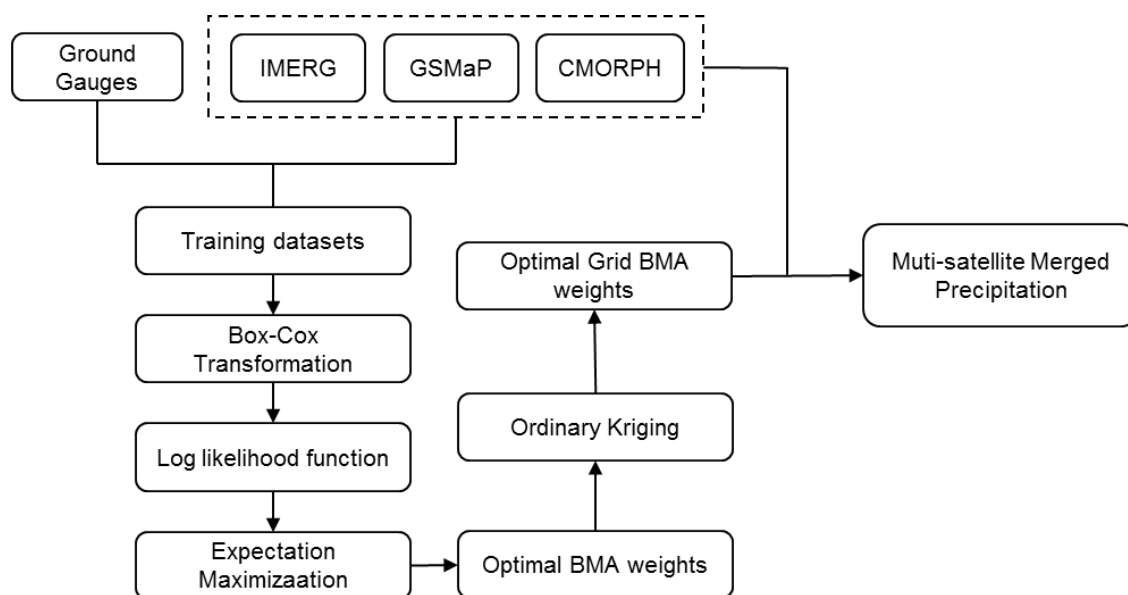 Ground
Gauges
IMERG
GSMaP
CMORPH
Training datasets
Box-Cox
Transformation
Log likelihood function
Expectation
Maximizaation
Optimal BMA weights
Ordinary Kriging
Optimal Grid BMA
weights
Muti-satellite Merged
Precipitation